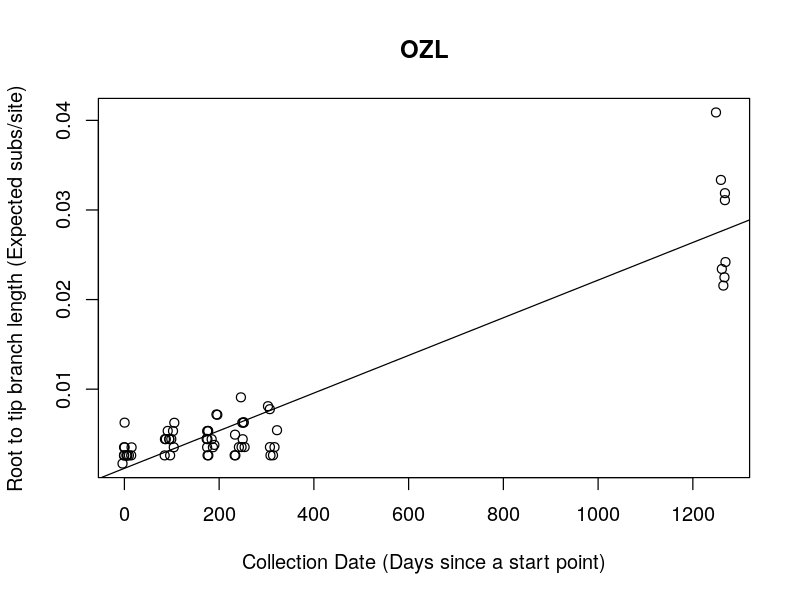 OZL
Root to tip branch length (Expected subs/site)
0.04
0.03
0.02
0.01
0 200 400 600 800 1000 1200
Collection Date (Days since a start point)